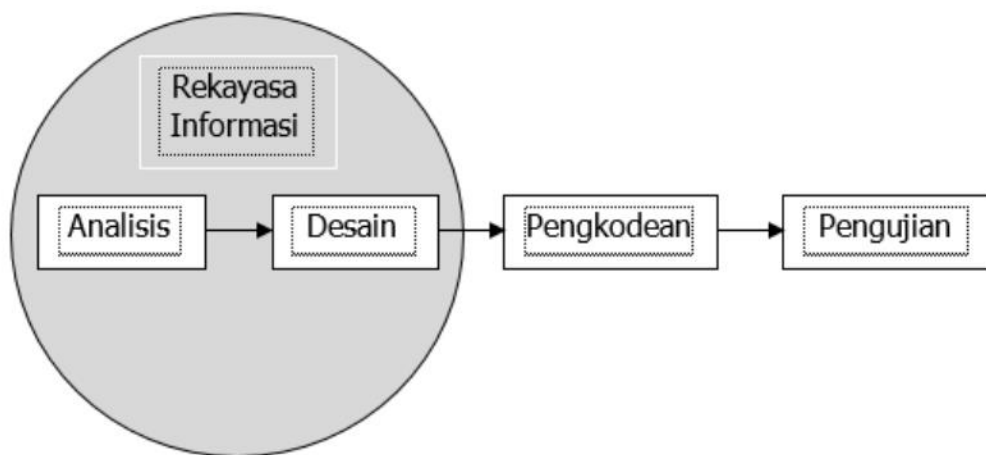 Rekayasa
Informasi
Analisis
Desain
Pengkodean
Pengujian